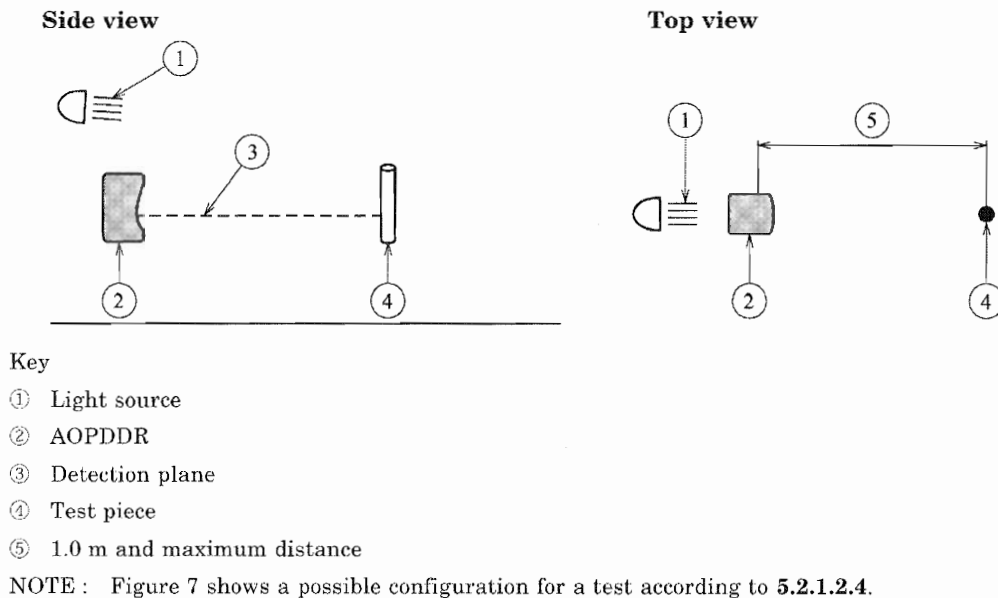 Side view
Top view
1
3
2
4
1
5
2
4
Key
① Light source
② AOPDDR
③ Detection plane
④ Test piece
⑤ 1.0 m and maximum distance
NOTE : Figure 7 shows a possible configuration for a test according to 5.2.1.2.4.